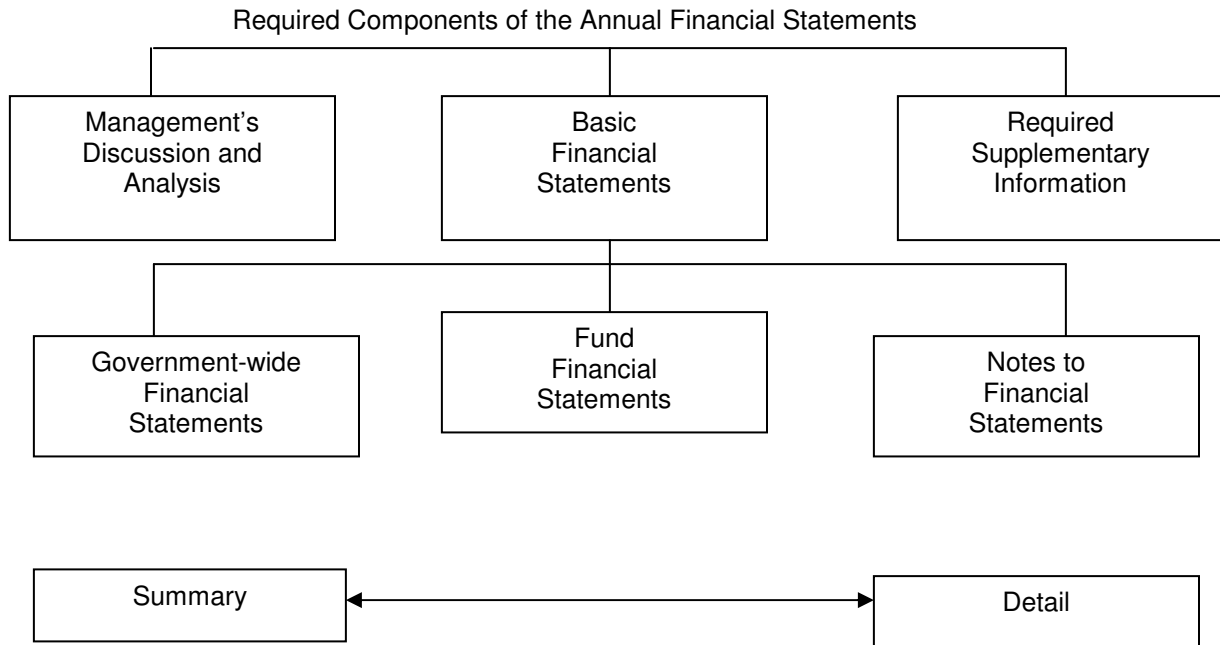 Required Components of the Annual Financial Statements
Management’s
Discussion and
Analysis
Basic
Financial
Statements
Required
Supplementary
Information
Government-wide
Financial
Statements
Fund
Financial
Statements
Notes to
Financial
Statements
Summary
Detail